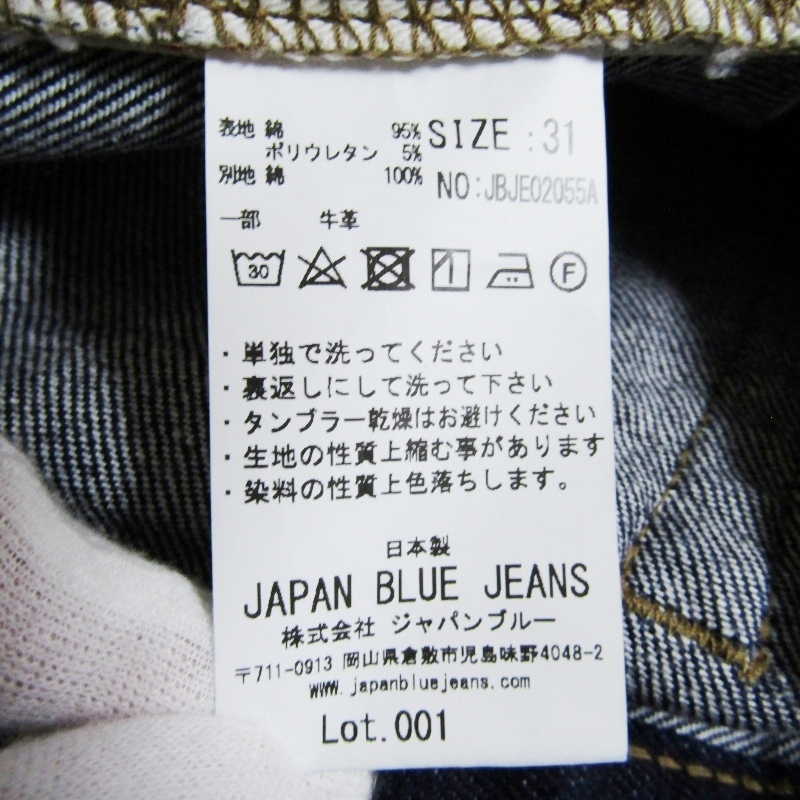 表地 綿 95% SIZE : 31
ポリウレタン 5%
別地 綿 100% NO:JBJE02055A
一部 牛革
30 F
・単独で洗ってください
・裏返しにして洗って下さい
・タンブラー乾燥はお避けください
・生地の性質上縮む事があります
・染料の性質上色落ちします。
日本製
JAPAN BLUE JEANS
株式会社 ジャパンブルー
〒711-0913 岡山県倉敷市児島味野4048-2
www.japanbluejeans.com
Lot.001